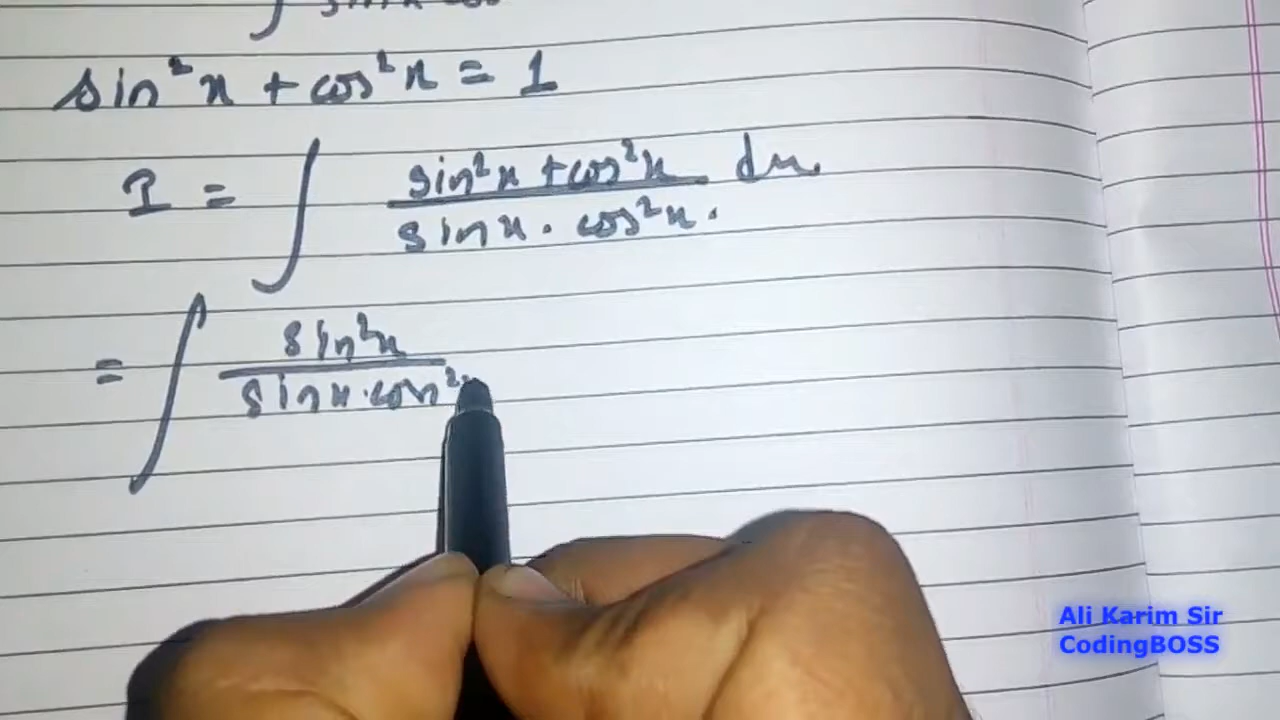 sin²x + cos²x = 1
I = ∫ sin²x + cos²x / sinx . cos²x . dx
= ∫ sin²x / sinx . cos²
Ali Karim Sir
CodingBOSS